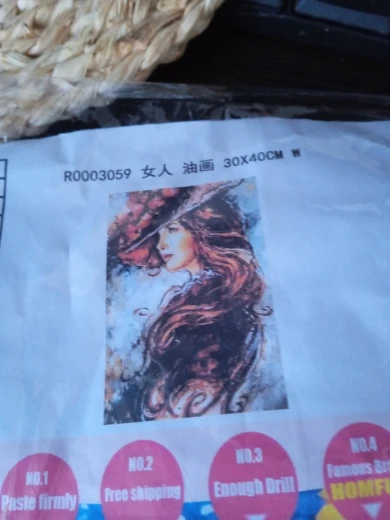 R0003059 女人 油画 30X40CM W
NO.1
Paste firmly
NO.2
Free shipping
NO.3
Enough Drill
NO.4
Famous